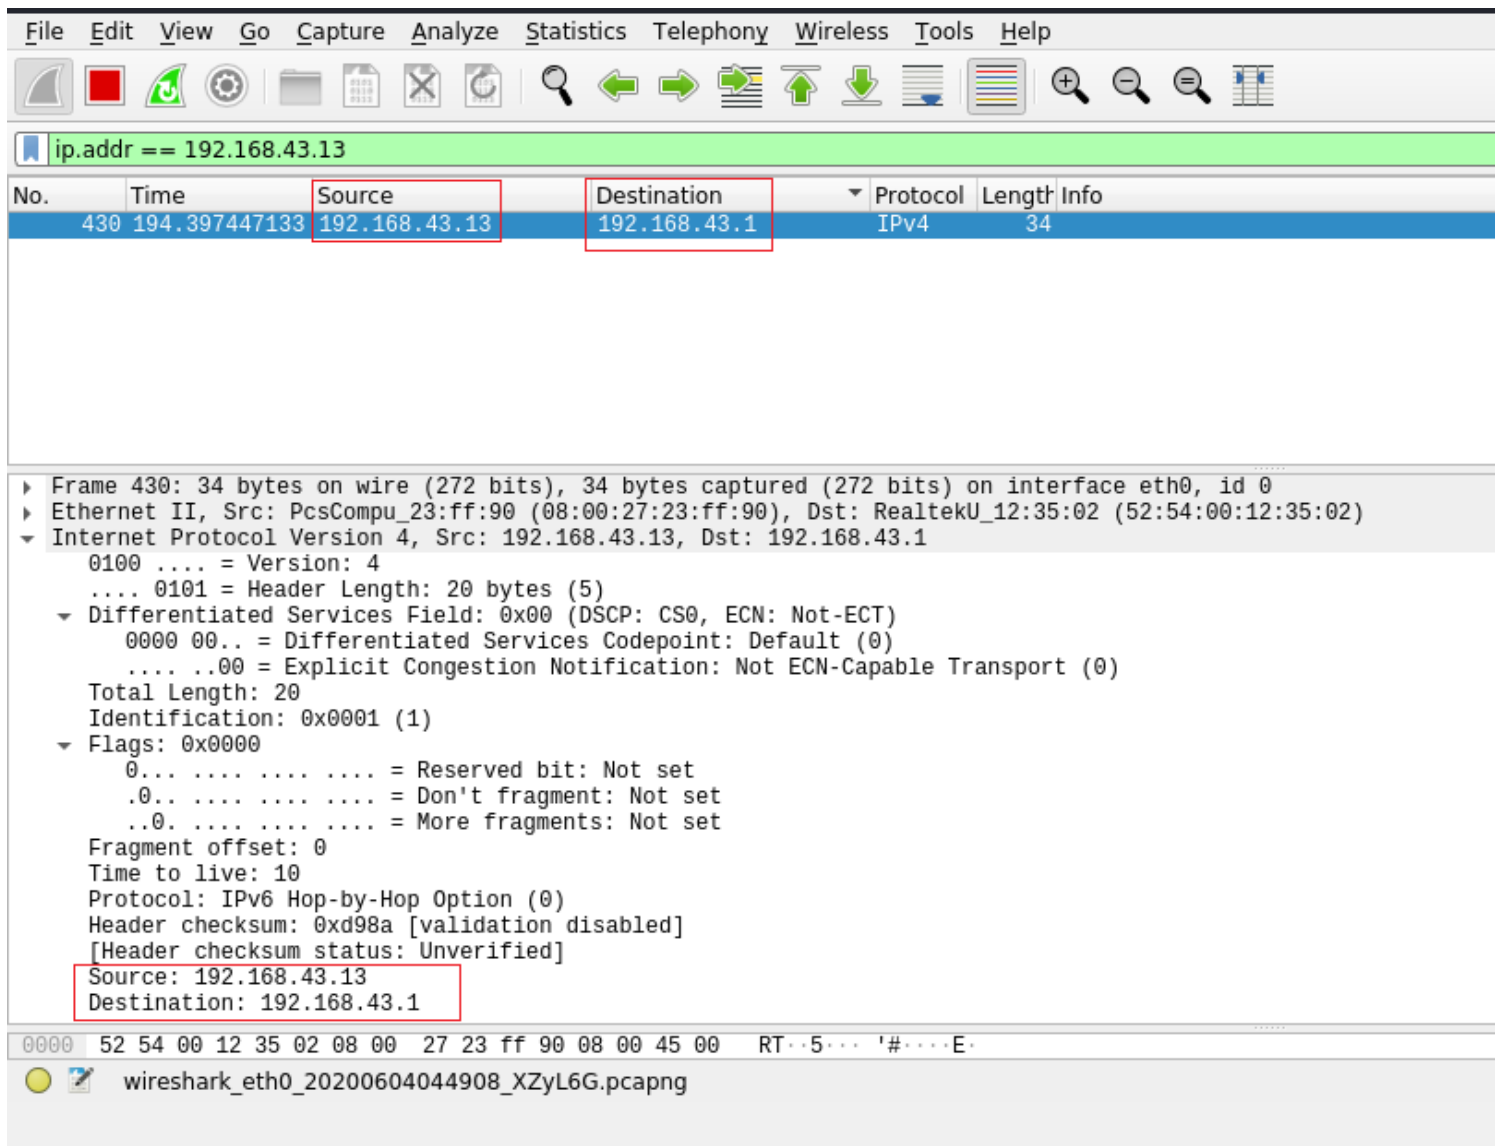 File Edit View Go Capture Analyze Statistics Telephony Wireless Tools Help
ip.addr == 192.168.43.13
No. Time Source Destination Protocol Length Info
430 194.397447133 192.168.43.13 192.168.43.1 IPv4 34
Frame 430: 34 bytes on wire (272 bits), 34 bytes captured (272 bits) on interface eth0, id 0
Ethernet II, Src: PcsCompu_23:ff:90 (08:00:27:23:ff:90), Dst: RealtekU_12:35:02 (52:54:00:12:35:02)
Internet Protocol Version 4, Src: 192.168.43.13, Dst: 192.168.43.1
0100 .... = Version: 4
.... 0101 = Header Length: 20 bytes (5)
Differentiated Services Field: 0x00 (DSCP: CS0, ECN: Not-ECT)
0000 00.. = Differentiated Services Codepoint: Default (0)
.... ..00 = Explicit Congestion Notification: Not ECN-Capable Transport (0)
Total Length: 20
Identification: 0x0001 (1)
Flags: 0x0000
0... .... .... .... = Reserved bit: Not set
.0.. .... .... .... = Don't fragment: Not set
..0. .... .... .... = More fragments: Not set
Fragment offset: 0
Time to live: 10
Protocol: IPv6 Hop-by-Hop Option (0)
Header checksum: 0xd98a [validation disabled]
[Header checksum status: Unverified]
Source: 192.168.43.13
Destination: 192.168.43.1
0000 52 54 00 12 35 02 08 00 27 23 ff 90 08 00 45 00 RT··5··· '#····E·
wireshark_eth0_20200604044908_XZyL6G.pcapng